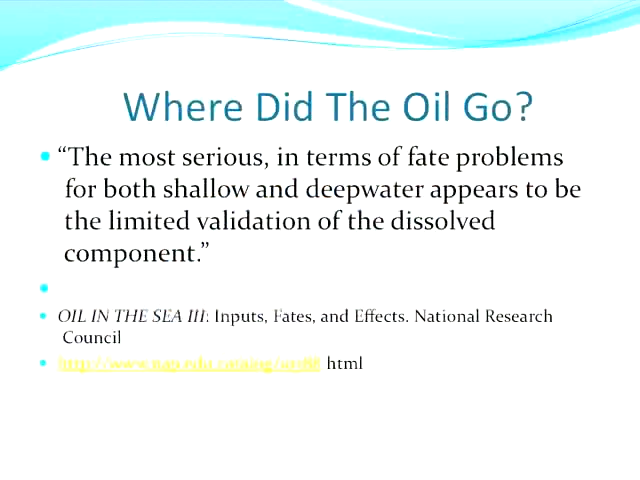 Where Did The Oil Go?
“The most serious, in terms of fate problems
for both shallow and deepwater appears to be
the limited validation of the dissolved
component.”
OIL IN THE SEA III: Inputs, Fates, and Effects. National Research
Council
html